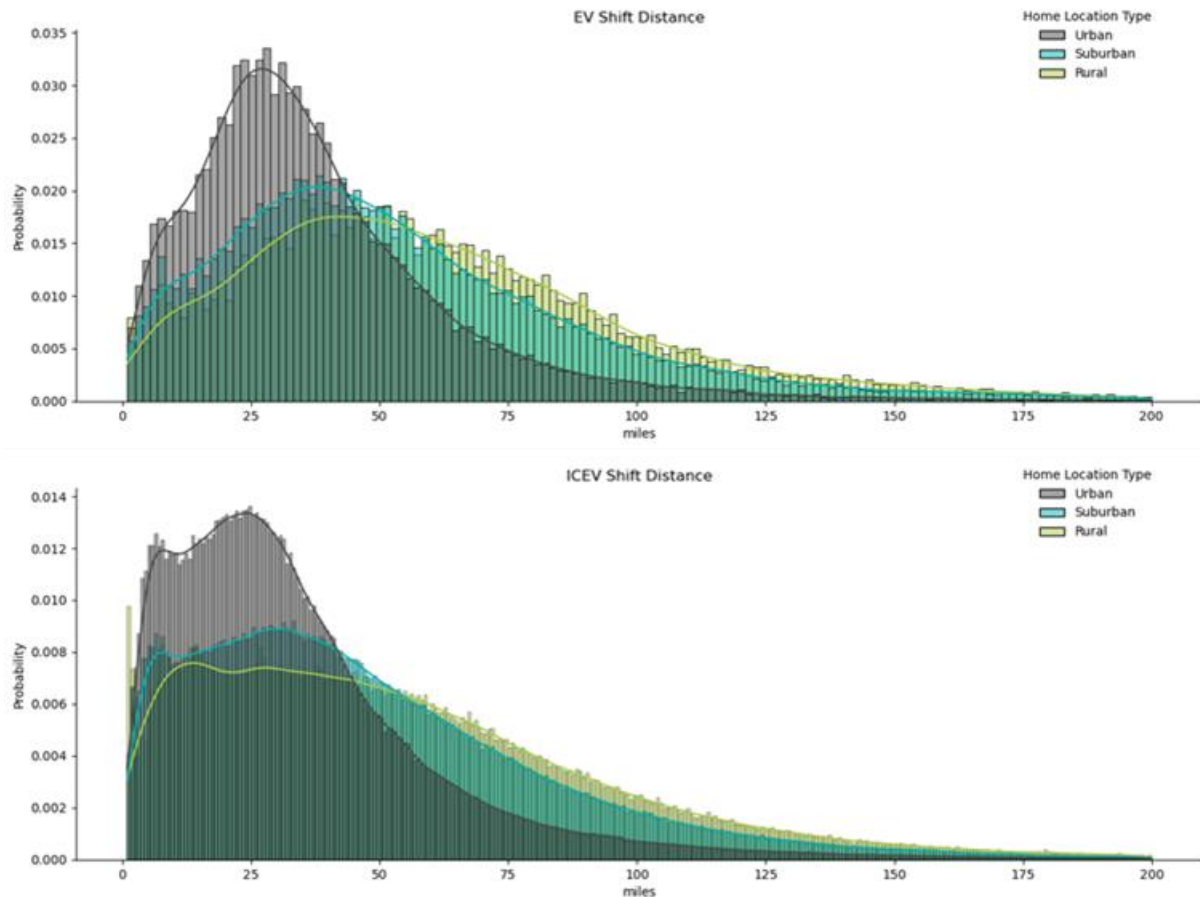 EV Shift Distance
Home Location Type
Urban
Suburban
Rural
0.035
0.030
0.025
0.020
0.015
0.010
0.005
0.000
Probability
0 25 50 75 100 125 150 175 200
miles
ICEV Shift Distance
Home Location Type
Urban
Suburban
Rural
0.014
0.012
0.010
0.008
0.006
0.004
0.002
0.000
Probability
0 25 50 75 100 125 150 175 200
miles